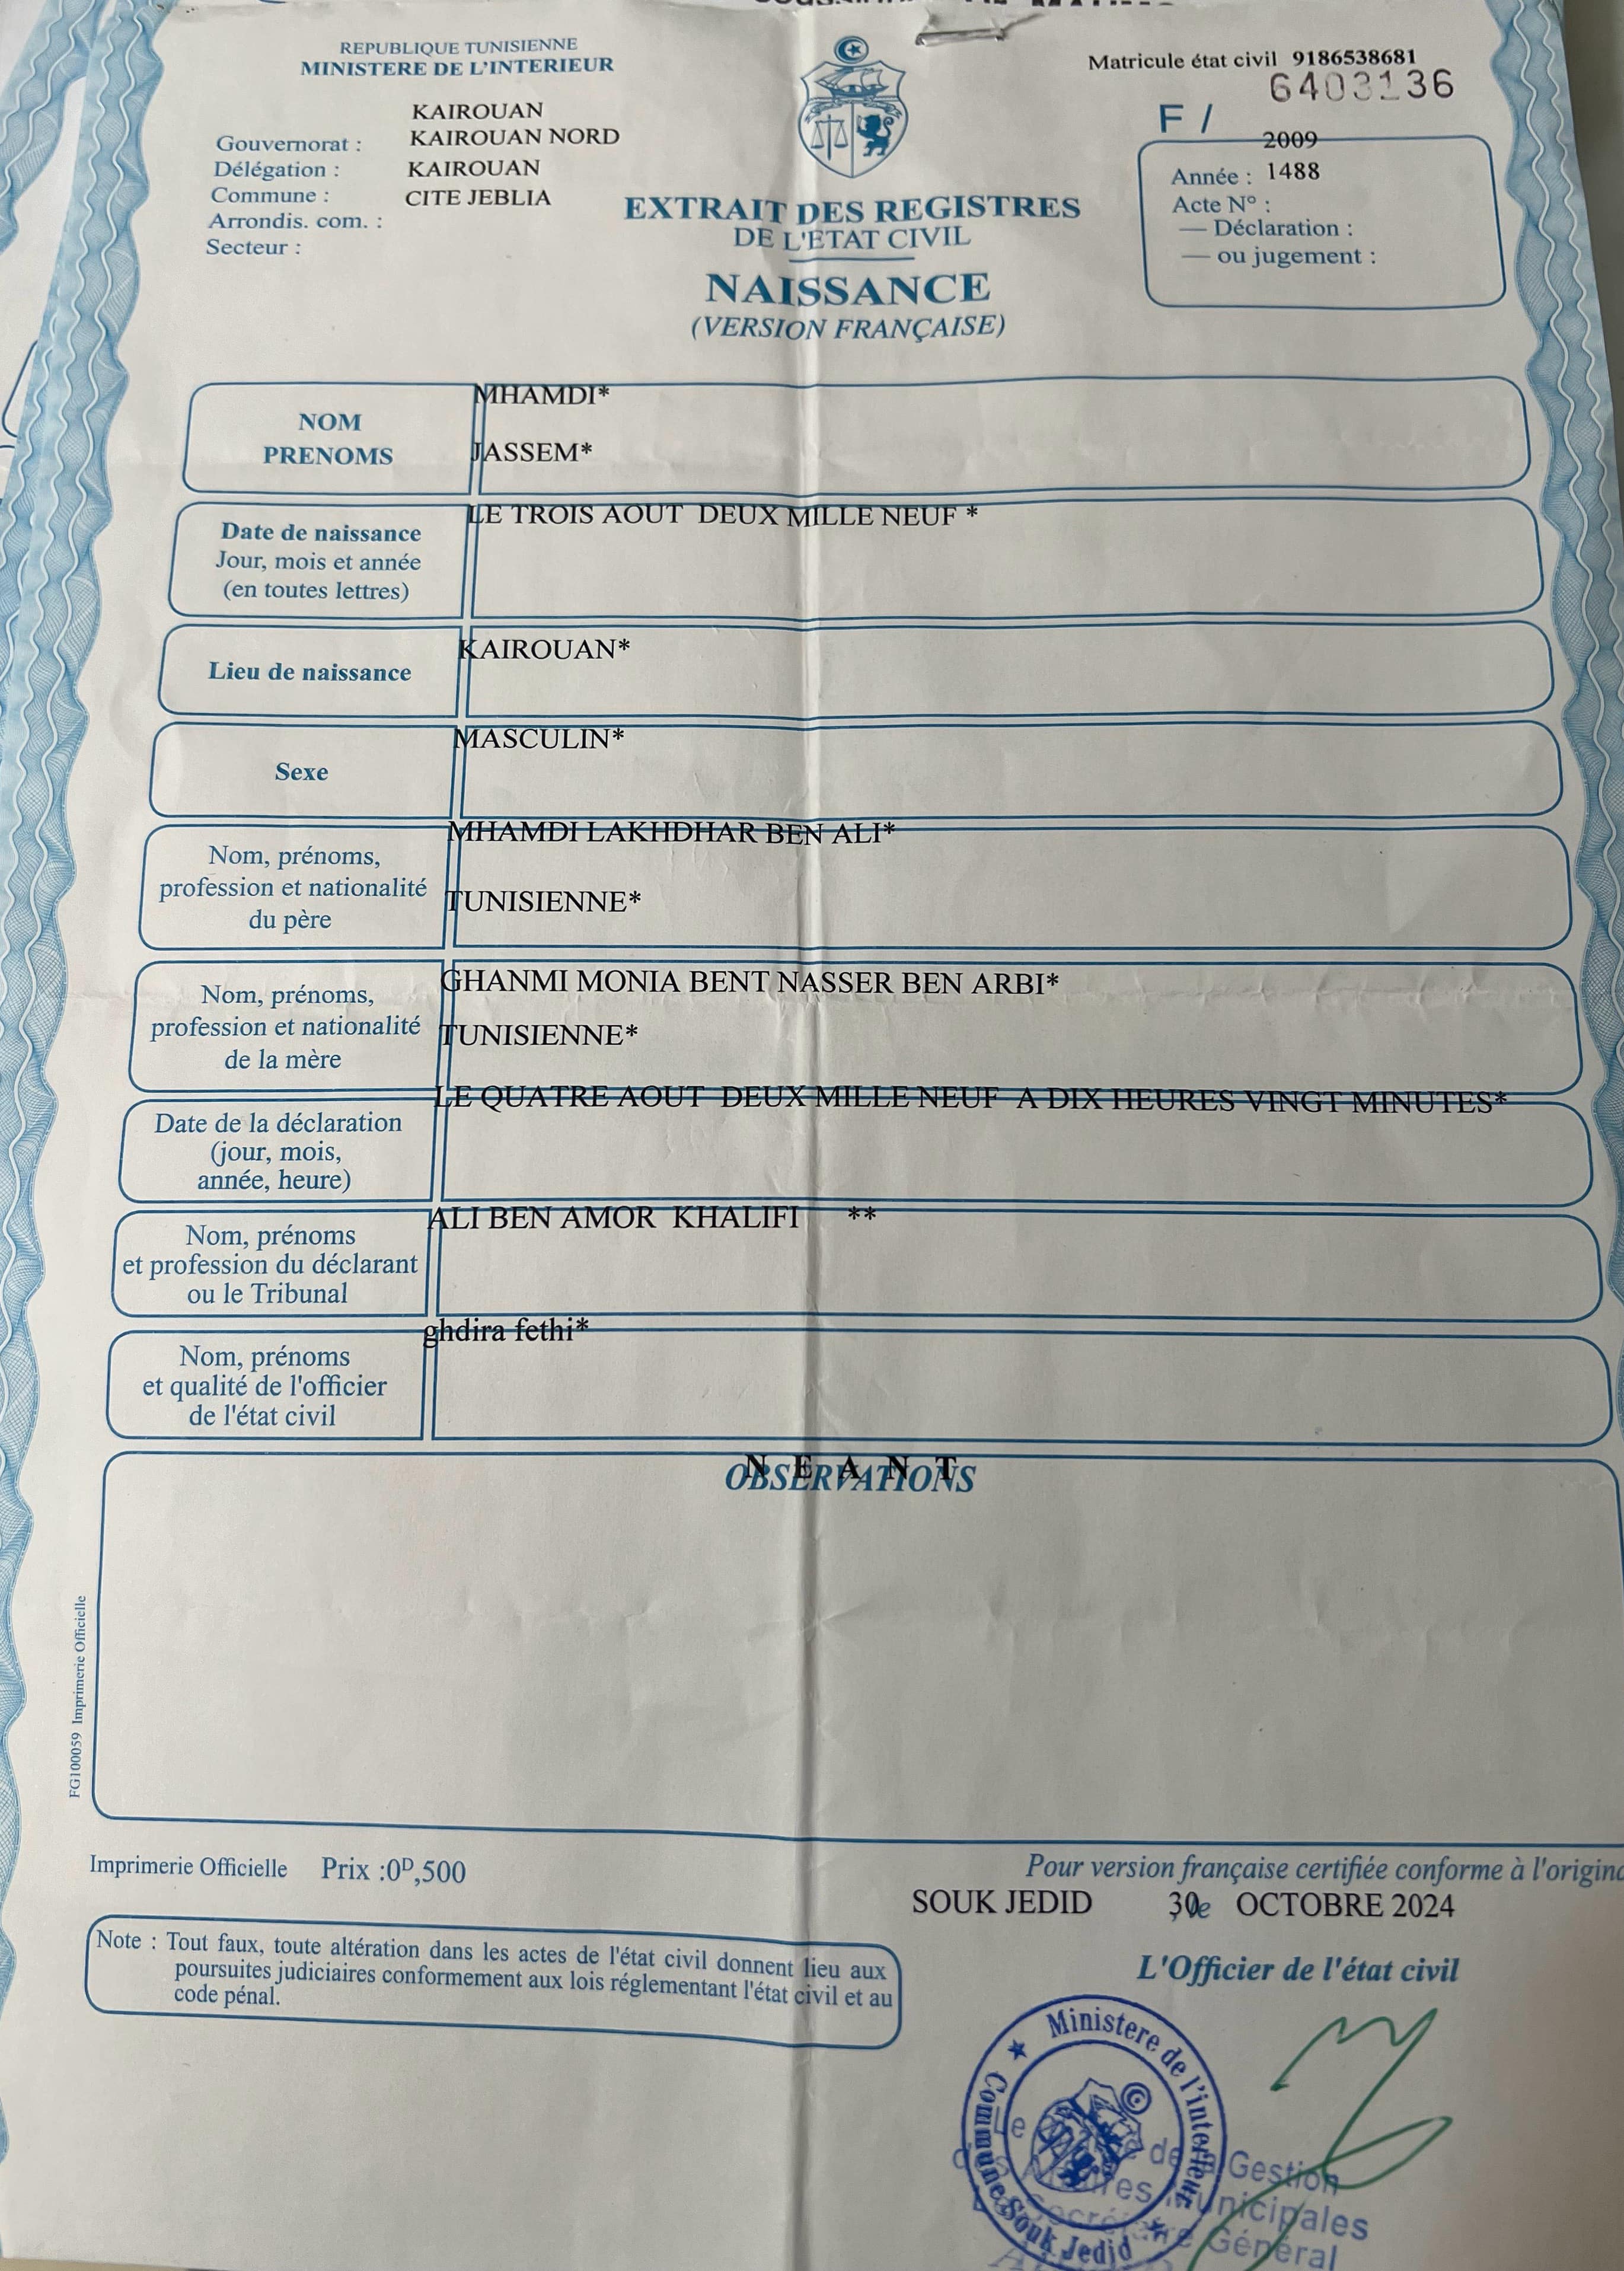 REPUBLIQUE TUNISIENNE
MINISTERE DE L'INTERIEUR
KAIROUAN
Gouvernorat : KAIROUAN NORD
Délégation : KAIROUAN
Commune : CITE JEBLIA
Arrondis. com. :
Secteur :
EXTRAIT DES REGISTRES
DE L'ETAT CIVIL
NAISSANCE
(VERSION FRANÇAISE)
Matricule état civil 9186538681
6403136
F /
2009
Année : 1488
Acte N° :
— Déclaration :
— ou jugement :
NOM
PRENOMS
MHAMDI*
JASSEM*
Date de naissance
Jour, mois et année
(en toutes lettres)
LE TROIS AOUT DEUX MILLE NEUF *
Lieu de naissance
KAIROUAN*
Sexe
MASCULIN*
Nom, prénoms,
profession et nationalité
du père
MHAMDI LAKHDHAR BEN ALI*
TUNISIENNE*
Nom, prénoms,
profession et nationalité
de la mère
GHANMI MONIA BENT NASSER BEN ARBI*
TUNISIENNE*
Date de la déclaration
(jour, mois,
année, heure)
LE QUATRE AOUT DEUX MILLE NEUF A DIX HEURES VINGT MINUTES*
Nom, prénoms
et profession du déclarant
ou le Tribunal
ALI BEN AMOR KHALIFI **
Nom, prénoms
et qualité de l'officier
de l'état civil
ghdira fethi*
N E A N T
OBSERVATIONS
FG100059 Imprimerie Officielle
Imprimerie Officielle Prix :0ᴰ,500
Pour version française certifiée conforme à l'origina
SOUK JEDID 30 le OCTOBRE 2024
Note : Tout faux, toute altération dans les actes de l'état civil donnent lieu aux
poursuites judiciaires conformement aux lois réglementant l'état civil et au
code pénal.
L'Officier de l'état civil
Ministere de l'interieur
Commune Souk Jedid
Gestion
Municipales
Secrétaire Général